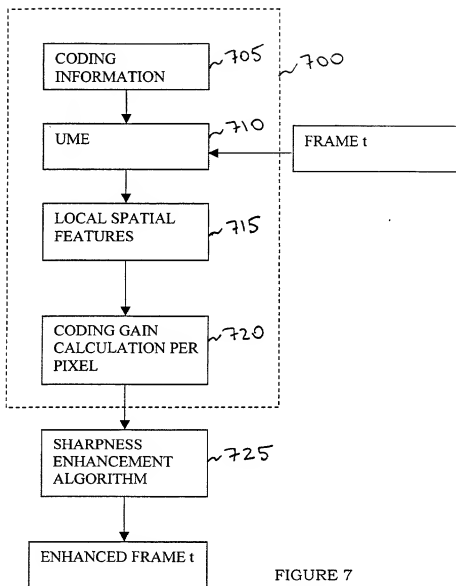 CODING
INFORMATION
705
700
UME
710
FRAME t
LOCAL SPATIAL
FEATURES
715
CODING GAIN
CALCULATION PER
PIXEL
720
SHARPNESS
ENHANCEMENT
ALGORITHM
725
ENHANCED FRAME t
FIGURE 7